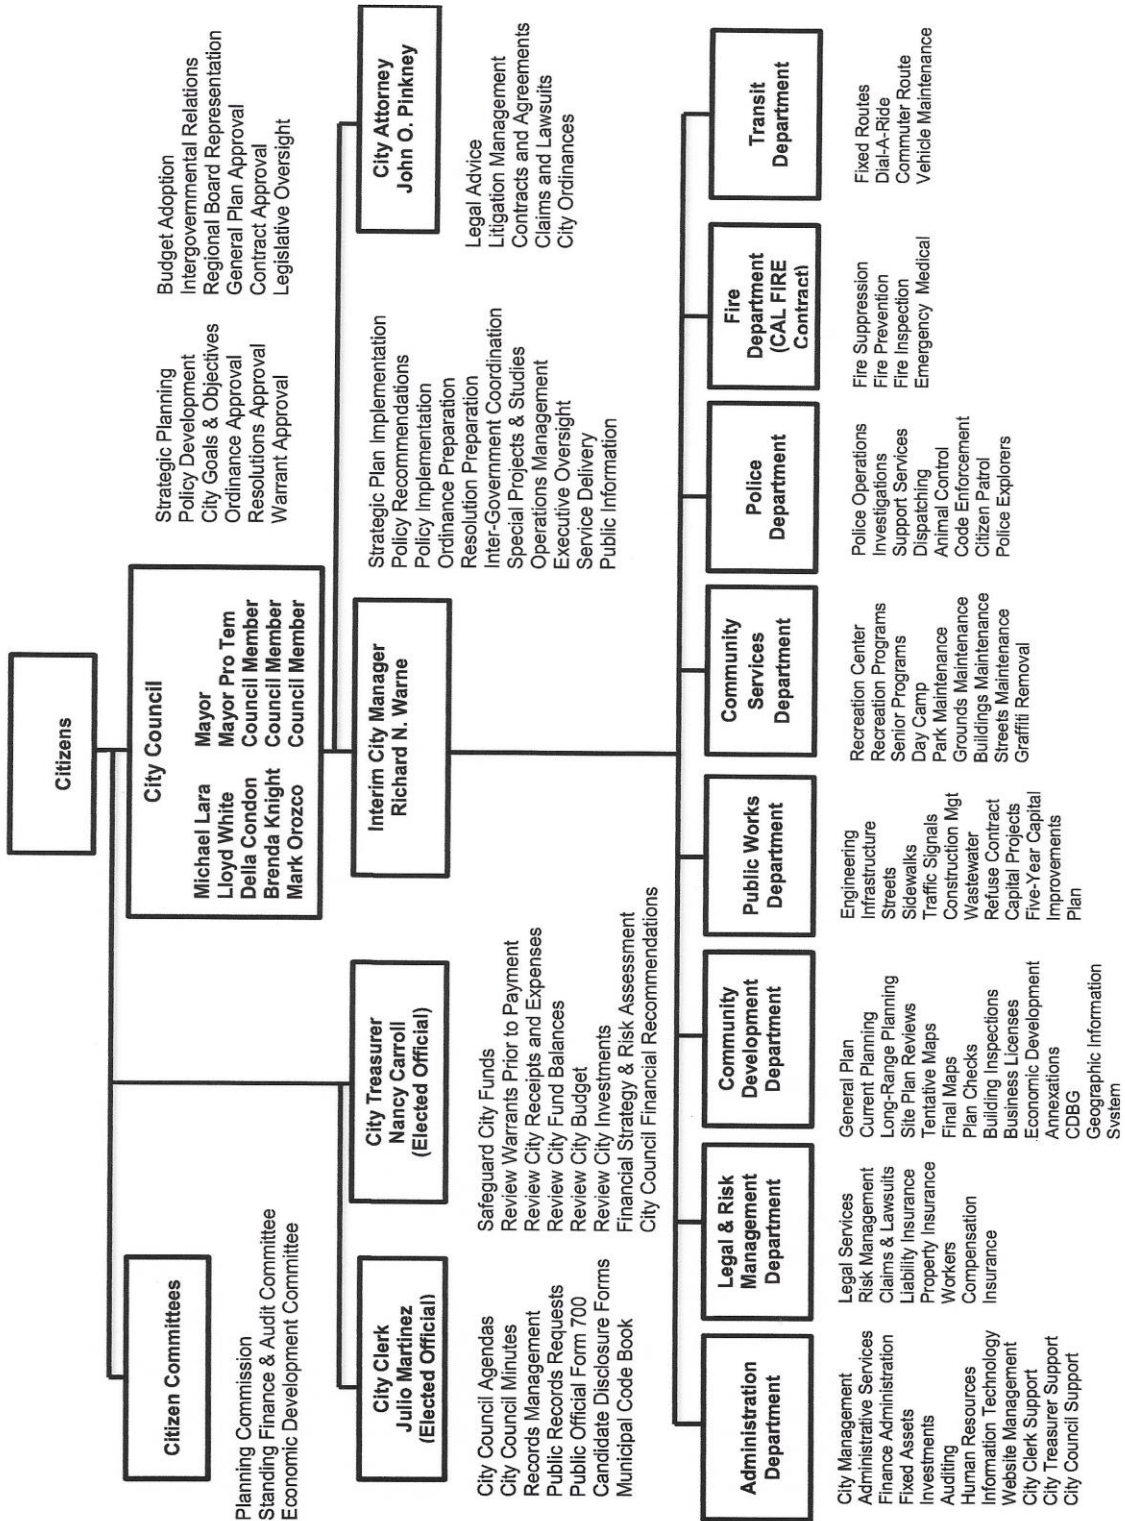 Citizens
Citizen Committees
Planning Commission
Standing Finance & Audit Committee
Economic Development Committee
City Council
Michael Lara Mayor
Lloyd White Mayor Pro Tem
Della Condon Council Member
Brenda Knight Council Member
Mark Orozco Council Member
Strategic Planning
Policy Development
City Goals & Objectives
Ordinance Approval
Resolutions Approval
Warrant Approval
Budget Adoption
Intergovernmental Relations
Regional Board Representation
General Plan Approval
Contract Approval
Legislative Oversight
City Clerk
Julio Martinez
(Elected Official)
City Council Agendas
City Council Minutes
Records Management
Public Records Requests
Public Official Form 700
Candidate Disclosure Forms
Municipal Code Book
City Treasurer
Nancy Carroll
(Elected Official)
Safeguard City Funds
Review Warrants Prior to Payment
Review City Receipts and Expenses
Review City Fund Balances
Review City Budget
Review City Investments
Financial Strategy & Risk Assessment
City Council Financial Recommendations
Interim City Manager
Richard N. Warne
Strategic Plan Implementation
Policy Recommendations
Policy Implementation
Ordinance Preparation
Resolution Preparation
Inter-Government Coordination
Special Projects & Studies
Operations Management
Executive Oversight
Service Delivery
Public Information
City Attorney
John O. Pinkney
Legal Advice
Litigation Management
Contracts and Agreements
Claims and Lawsuits
City Ordinances
Administration
Department
City Management
Administrative Services
Finance Administration
Fixed Assets
Investments
Auditing
Human Resources
Information Technology
Website Management
City Clerk Support
City Treasurer Support
City Council Support
Legal & Risk
Management
Department
Legal Services
Risk Management
Claims & Lawsuits
Liability Insurance
Property Insurance
Workers
Compensation
Insurance
Community
Development
Department
General Plan
Current Planning
Long-Range Planning
Site Plan Reviews
Tentative Maps
Final Maps
Plan Checks
Building Inspections
Business Licenses
Economic Development
Annexations
CDBG
Geographic Information
System
Public Works
Department
Engineering
Infrastructure
Streets
Sidewalks
Traffic Signals
Construction Mgt
Wastewater
Refuse Contract
Capital Projects
Five-Year Capital
Improvements
Plan
Community
Services
Department
Recreation Center
Recreation Programs
Senior Programs
Day Camp
Park Maintenance
Grounds Maintenance
Buildings Maintenance
Streets Maintenance
Graffiti Removal
Police
Department
Police Operations
Investigations
Support Services
Dispatching
Animal Control
Code Enforcement
Citizen Patrol
Police Explorers
Fire
Department
(CAL FIRE
Contract)
Fire Suppression
Fire Prevention
Fire Inspection
Emergency Medical
Transit
Department
Fixed Routes
Dial-A-Ride
Commuter Route
Vehicle Maintenance